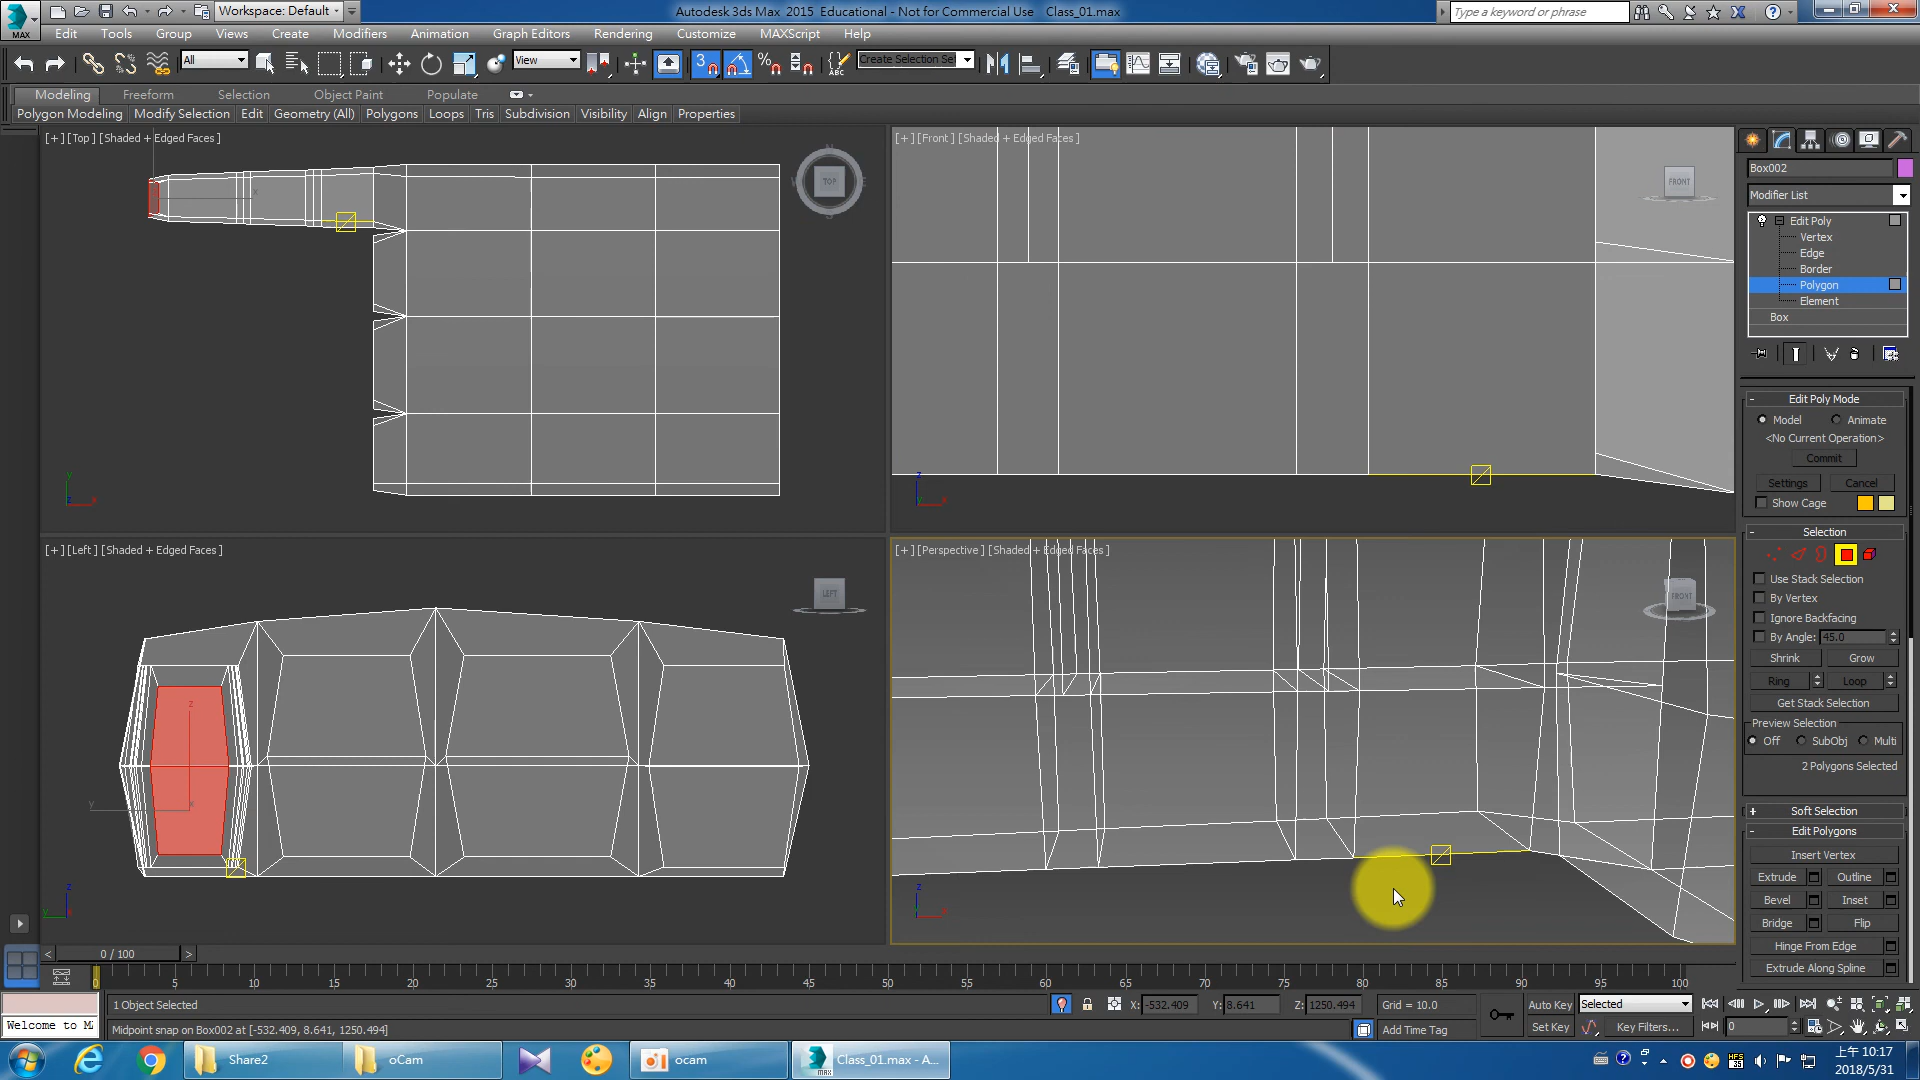 Workspace: Default
Autodesk 3ds Max 2015 Educational - Not for Commercial Use Class_01.max
Type a keyword or phrase
MAX
Edit Tools Group Views Create Modifiers Animation Graph Editors Rendering Customize MAXScript Help
All View Create Selection Se
Modeling Freeform Selection Object Paint Populate
Polygon Modeling Modify Selection Edit Geometry (All) Polygons Loops Tris Subdivision Visibility Align Properties
[+] [Top] [Shaded + Edged Faces]
TOP
[+] [Front] [Shaded + Edged Faces]
FRONT
[+] [Left] [Shaded + Edged Faces]
LEFT
[+] [Perspective] [Shaded + Edged Faces]
FRONT
Box002
Modifier List
Edit Poly
Vertex
Edge
Border
Polygon
Element
Box
Edit Poly Mode
Model Animate
<No Current Operation>
Commit
Settings Cancel
Show Cage
Selection
Use Stack Selection
By Vertex
Ignore Backfacing
By Angle: 45.0
Shrink Grow
Ring Loop
Get Stack Selection
Preview Selection
Off SubObj Multi
2 Polygons Selected
Soft Selection
Edit Polygons
Insert Vertex
Extrude Outline
Bevel Inset
Bridge Flip
Hinge From Edge
Extrude Along Spline
0 / 100
0 5 10 15 20 25 30 35 40 45 50 55 60 65 70 75 80 85 90 95 100
1 Object Selected X: -532.409 Y: 8.641 Z: 1250.494 Grid = 10.0 Auto Key Selected
Welcome to M
Midpoint snap on Box002 at [-532.409, 8.641, 1250.494] Add Time Tag Set Key Key Filters... 0
Share2 oCam ocam Class_01.max - A...
上午 10:17
2018/5/31